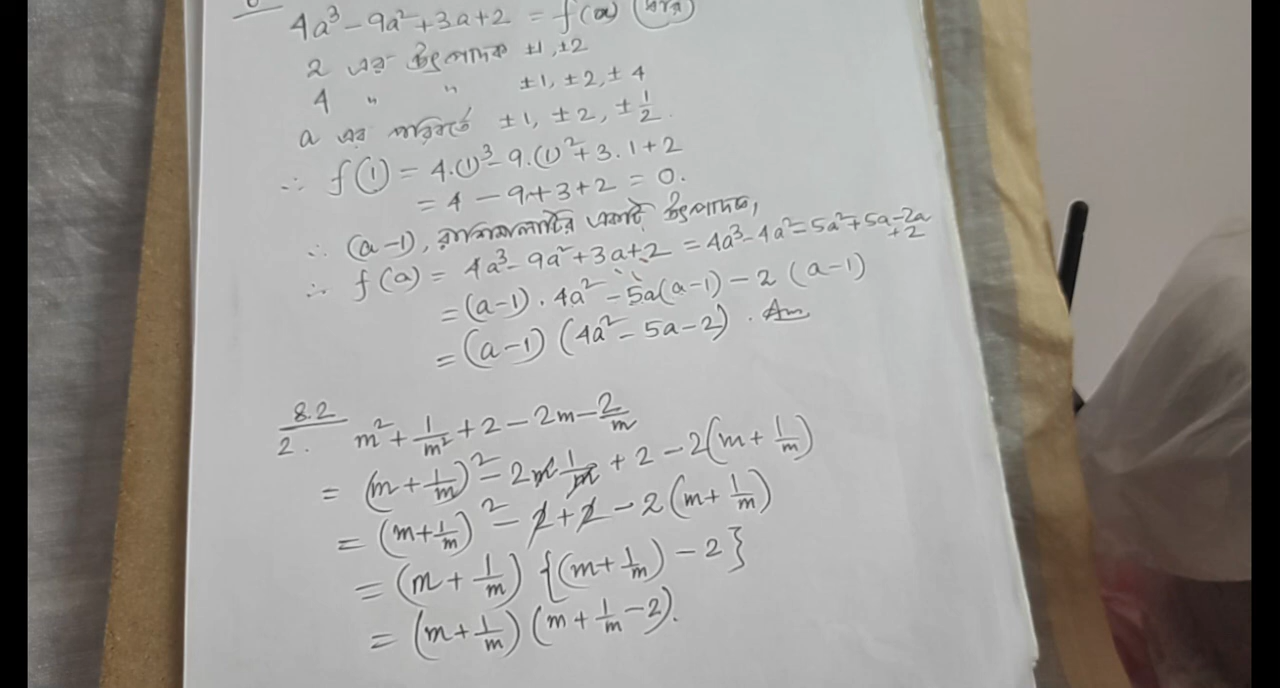 4a³ - 9a² + 3a + 2 = f(a) (ধরি)
2 এর উৎপাদক ±1, ±2
4 " " ±1, ±2, ±4
a এর পরিবর্তে ±1, ±2, ±1/2.
∴ f(1) = 4.(1)³ - 9.(1)² + 3.1 + 2
= 4 - 9 + 3 + 2 = 0.
∴ (a-1), রাশিমালাটির একটি উৎপাদক,
∴ f(a) = 4a³ - 9a² + 3a + 2 = 4a³ - 4a² = 5a² + 5a - 2a + 2
= (a-1) . 4a² - 5a(a-1) - 2 (a-1)
= (a-1) (4a² - 5a - 2) . Am
8.2
2. m² + 1/m² + 2 - 2m - 2/m
= (m + 1/m)² - 2m 1/m + 2 - 2(m + 1/m)
= (m + 1/m)² - 2 + 2 - 2(m + 1/m)
= (m + 1/m) {(m + 1/m) - 2}
= (m + 1/m) (m + 1/m - 2).